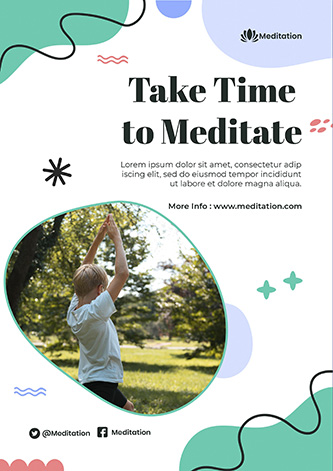 Meditation
Take Time
to Meditate
Lorem ipsum dolor sit amet, consectetur adip
iscing elit, sed do eiusmod tempor incididunt
ut labore et dolore magna aliqua.
More Info : www.meditation.com
@Meditation
Meditation